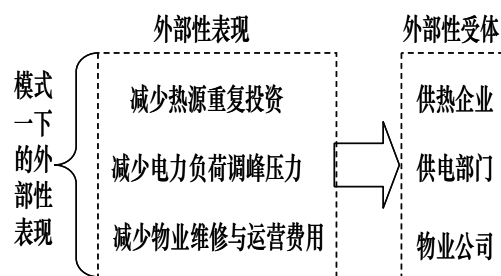 外部性表现
外部性受体
模式
一下
的外
部性
表现
减少热源重复投资
供热企业
减少电力负荷调峰压力
供电部门
减少物业维修与运营费用
物业公司